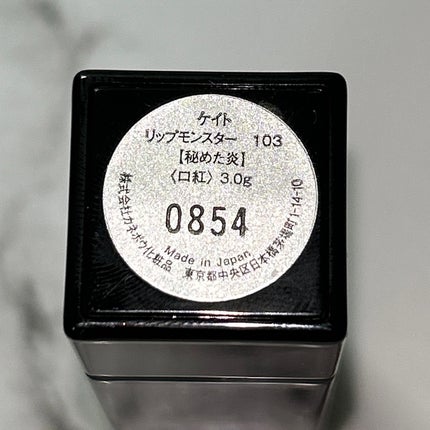 ケイト
リップモンスター 103
【秘めた炎】
〈口紅〉3.0g
0854
Made in Japan
株式会社カネボウ化粧品 東京都中央区日本橋茅場町1-14-10